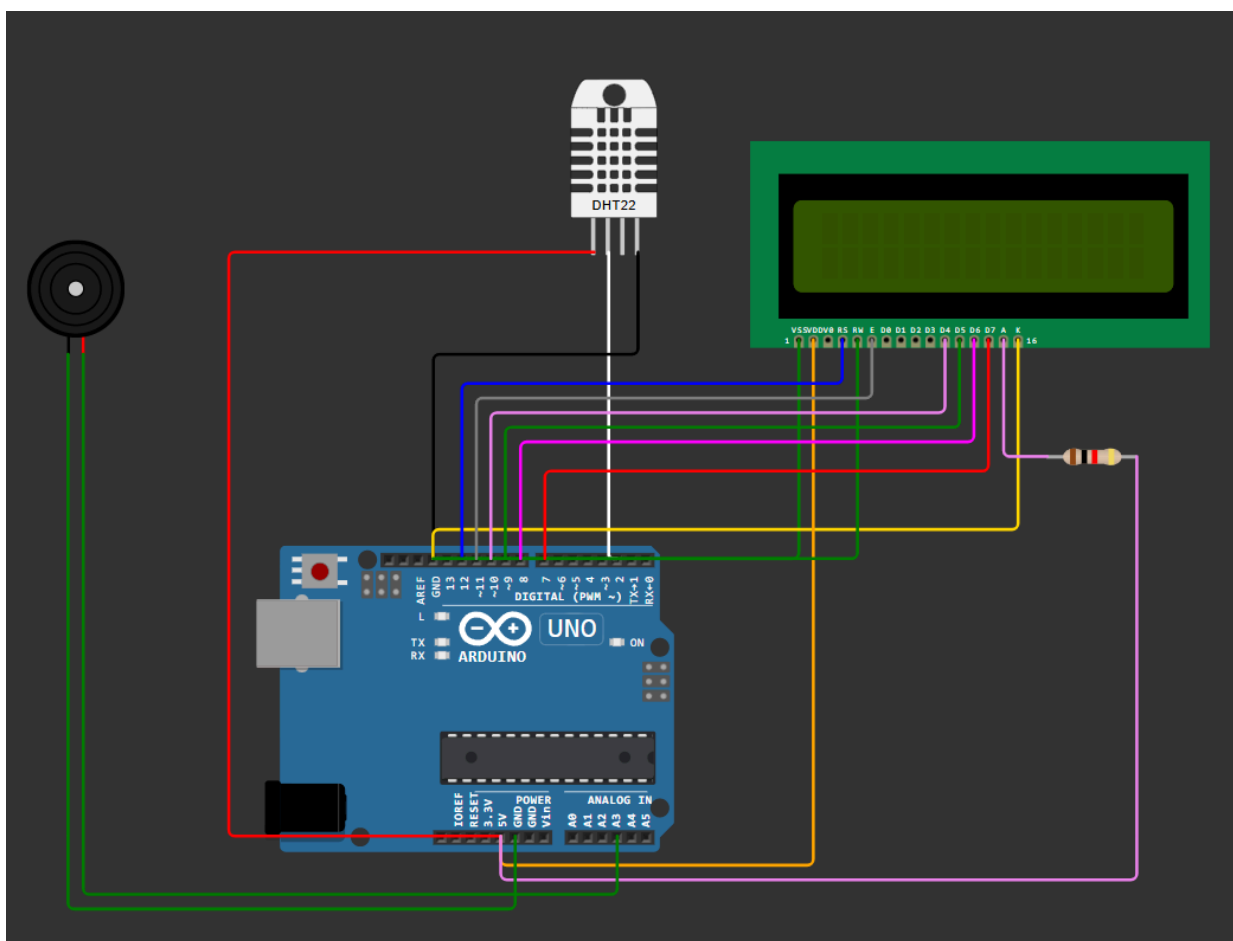 DHT22
VSS VDD V0 RS RW E D0 D1 D2 D3 D4 D5 D6 D7 A K
1 16
AREF GND 13 12 ~11 ~10 ~9 8 7 ~6 ~5 4 ~3 2 TX→1 RX←0
DIGITAL (PWM ~)
L
UNO
TX ON
RX ARDUINO
POWER ANALOG IN
IOREF RESET 3.3V 5V GND GND Vin A0 A1 A2 A3 A4 A5